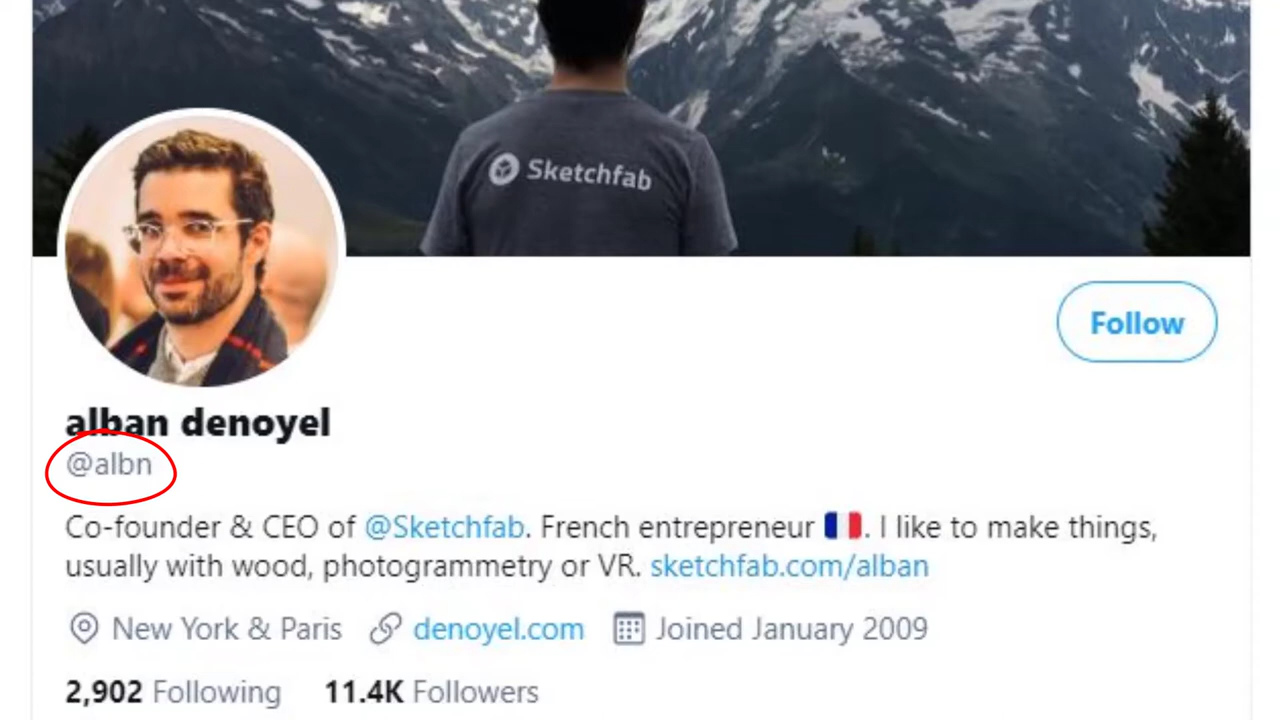 Sketchfab
Follow
alban denoyel
@albn
Co-founder & CEO of @Sketchfab. French entrepreneur 🇫🇷. I like to make things,
usually with wood, photogrammetry or VR. sketchfab.com/alban
New York & Paris denoyel.com Joined January 2009
2,902 Following 11.4K Followers